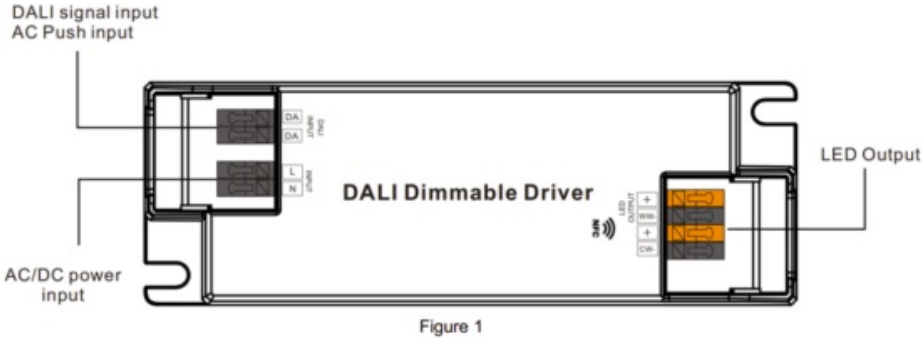 DALI signal input
AC Push input
DA
DA
DALI
INPUT
L
N
INPUT
AC/DC power
input
DALI Dimmable Driver
NFC
LED
OUTPUT
+
WW-
+
CW-
LED Output
Figure 1